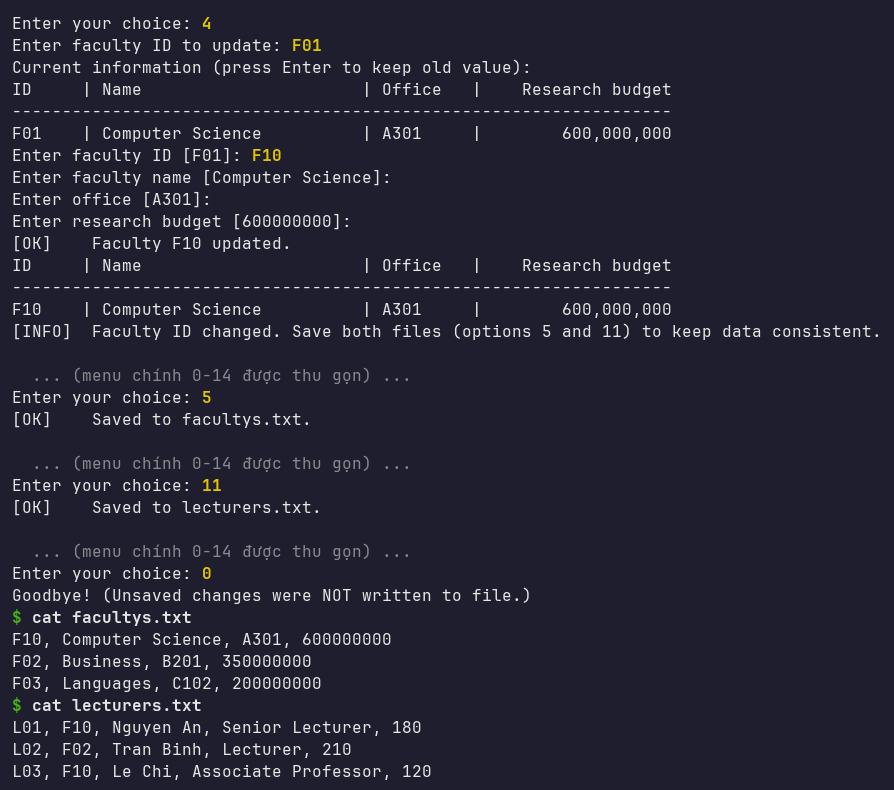 Enter your choice: 4
Enter faculty ID to update: F01
Current information (press Enter to keep old value):
ID     | Name                      | Office   |    Research budget
------------------------------------------------------------------
F01    | Computer Science          | A301     |        600,000,000
Enter faculty ID [F01]: F10
Enter faculty name [Computer Science]:
Enter office [A301]:
Enter research budget [600000000]:
[OK]    Faculty F10 updated.
ID     | Name                      | Office   |    Research budget
------------------------------------------------------------------
F10    | Computer Science          | A301     |        600,000,000
[INFO]  Faculty ID changed. Save both files (options 5 and 11) to keep data consistent.
... (menu chính 0-14 được thu gọn) ...
Enter your choice: 5
[OK]    Saved to facultys.txt.
... (menu chính 0-14 được thu gọn) ...
Enter your choice: 11
[OK]    Saved to lecturers.txt.
... (menu chính 0-14 được thu gọn) ...
Enter your choice: 0
Goodbye! (Unsaved changes were NOT written to file.)
$ cat facultys.txt
F10, Computer Science, A301, 600000000
F02, Business, B201, 350000000
F03, Languages, C102, 200000000
$ cat lecturers.txt
L01, F10, Nguyen An, Senior Lecturer, 180
L02, F02, Tran Binh, Lecturer, 210
L03, F10, Le Chi, Associate Professor, 120